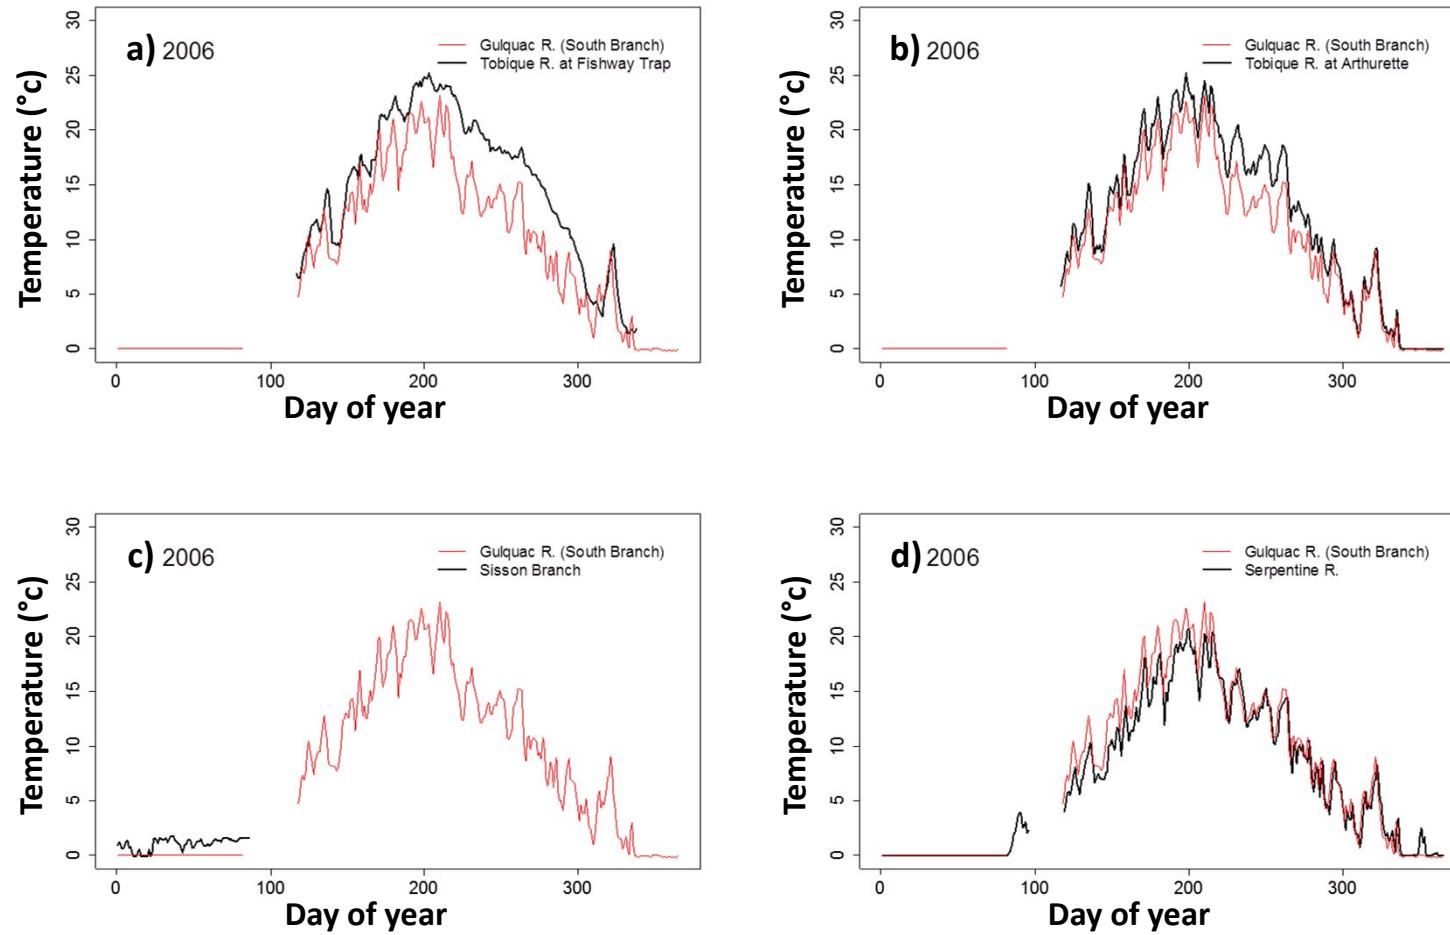 a) 2006
Gulquac R. (South Branch)
Tobique R. at Fishway Trap
Temperature (°c)
30
25
20
15
10
5
0
0 100 200 300
Day of year
b) 2006
Gulquac R. (South Branch)
Tobique R. at Arthurette
Temperature (°c)
30
25
20
15
10
5
0
0 100 200 300
Day of year
c) 2006
Gulquac R. (South Branch)
Sisson Branch
Temperature (°c)
30
25
20
15
10
5
0
0 100 200 300
Day of year
d) 2006
Gulquac R. (South Branch)
Serpentine R.
Temperature (°c)
30
25
20
15
10
5
0
0 100 200 300
Day of year